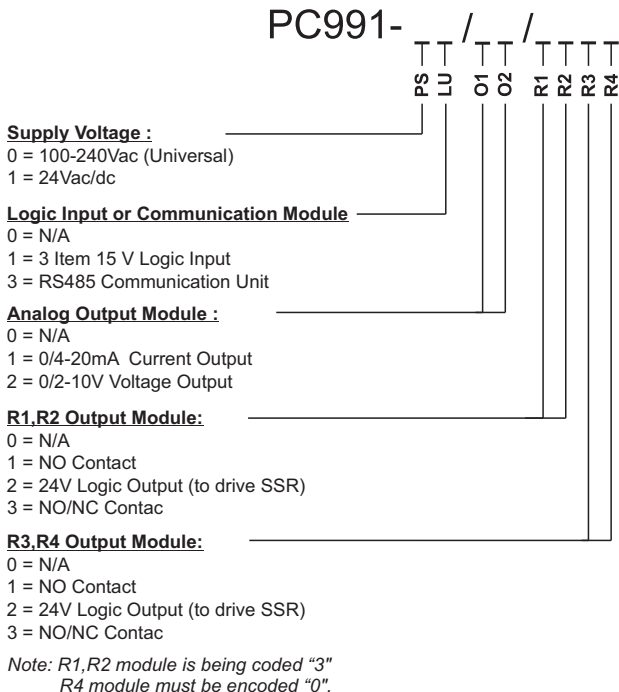 PC991- _ _ / _ _ / _ _ _ _
PS LU O1 O2 R1 R2 R3 R4
Supply Voltage :
0 = 100-240Vac (Universal)
1 = 24Vac/dc
Logic Input or Communication Module
0 = N/A
1 = 3 Item 15 V Logic Input
3 = RS485 Communication Unit
Analog Output Module :
0 = N/A
1 = 0/4-20mA Current Output
2 = 0/2-10V Voltage Output
R1,R2 Output Module:
0 = N/A
1 = NO Contact
2 = 24V Logic Output (to drive SSR)
3 = NO/NC Contac
R3,R4 Output Module:
0 = N/A
1 = NO Contact
2 = 24V Logic Output (to drive SSR)
3 = NO/NC Contac
Note: R1,R2 module is being coded “3"
R4 module must be encoded “0".